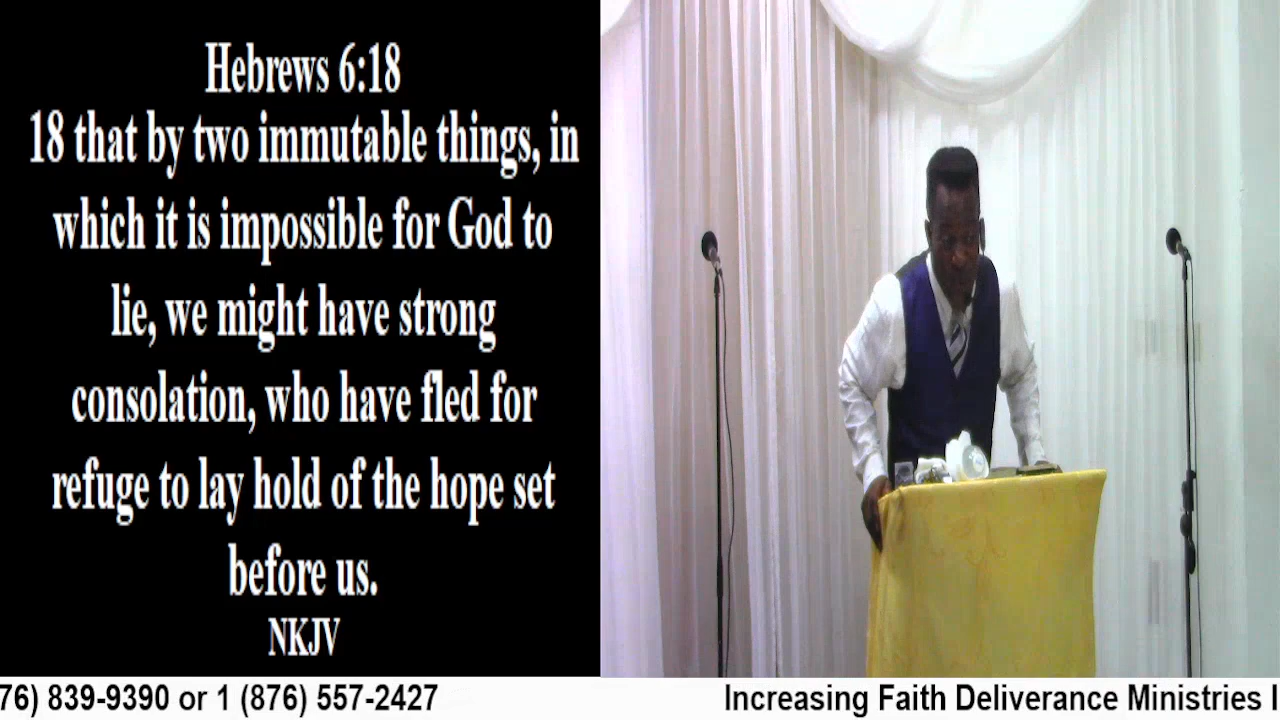 Hebrews 6:18
18 that by two immutable things, in
which it is impossible for God to
lie, we might have strong
consolation, who have fled for
refuge to lay hold of the hope set
before us.
NKJV
76) 839-9390 or 1 (876) 557-2427
Increasing Faith Deliverance Ministries I